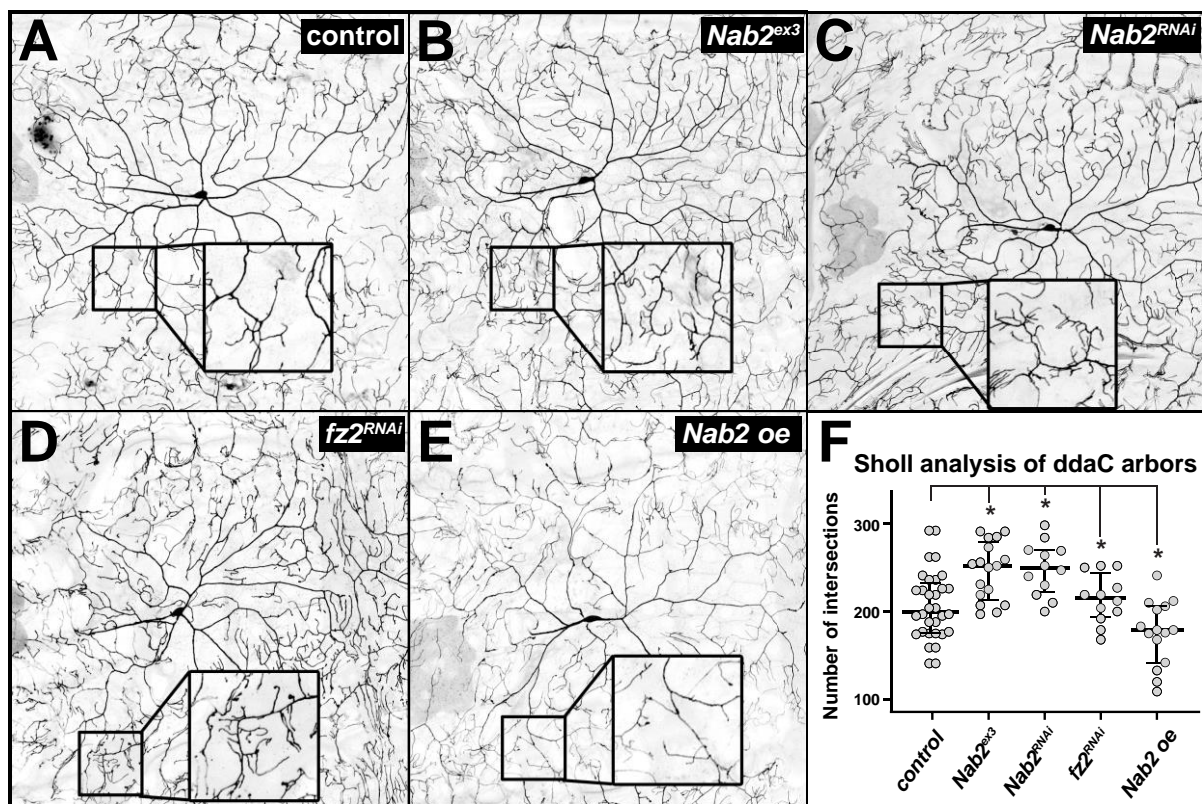 A
control
B
Nab2ex3
C
Nab2RNAi
D
fz2RNAi
E
Nab2 oe
F
Sholl analysis of ddaC arbors
Number of intersections
300
200
100
*
*
*
*
control
Nab2ex3
Nab2RNAi
fz2RNAi
Nab2 oe